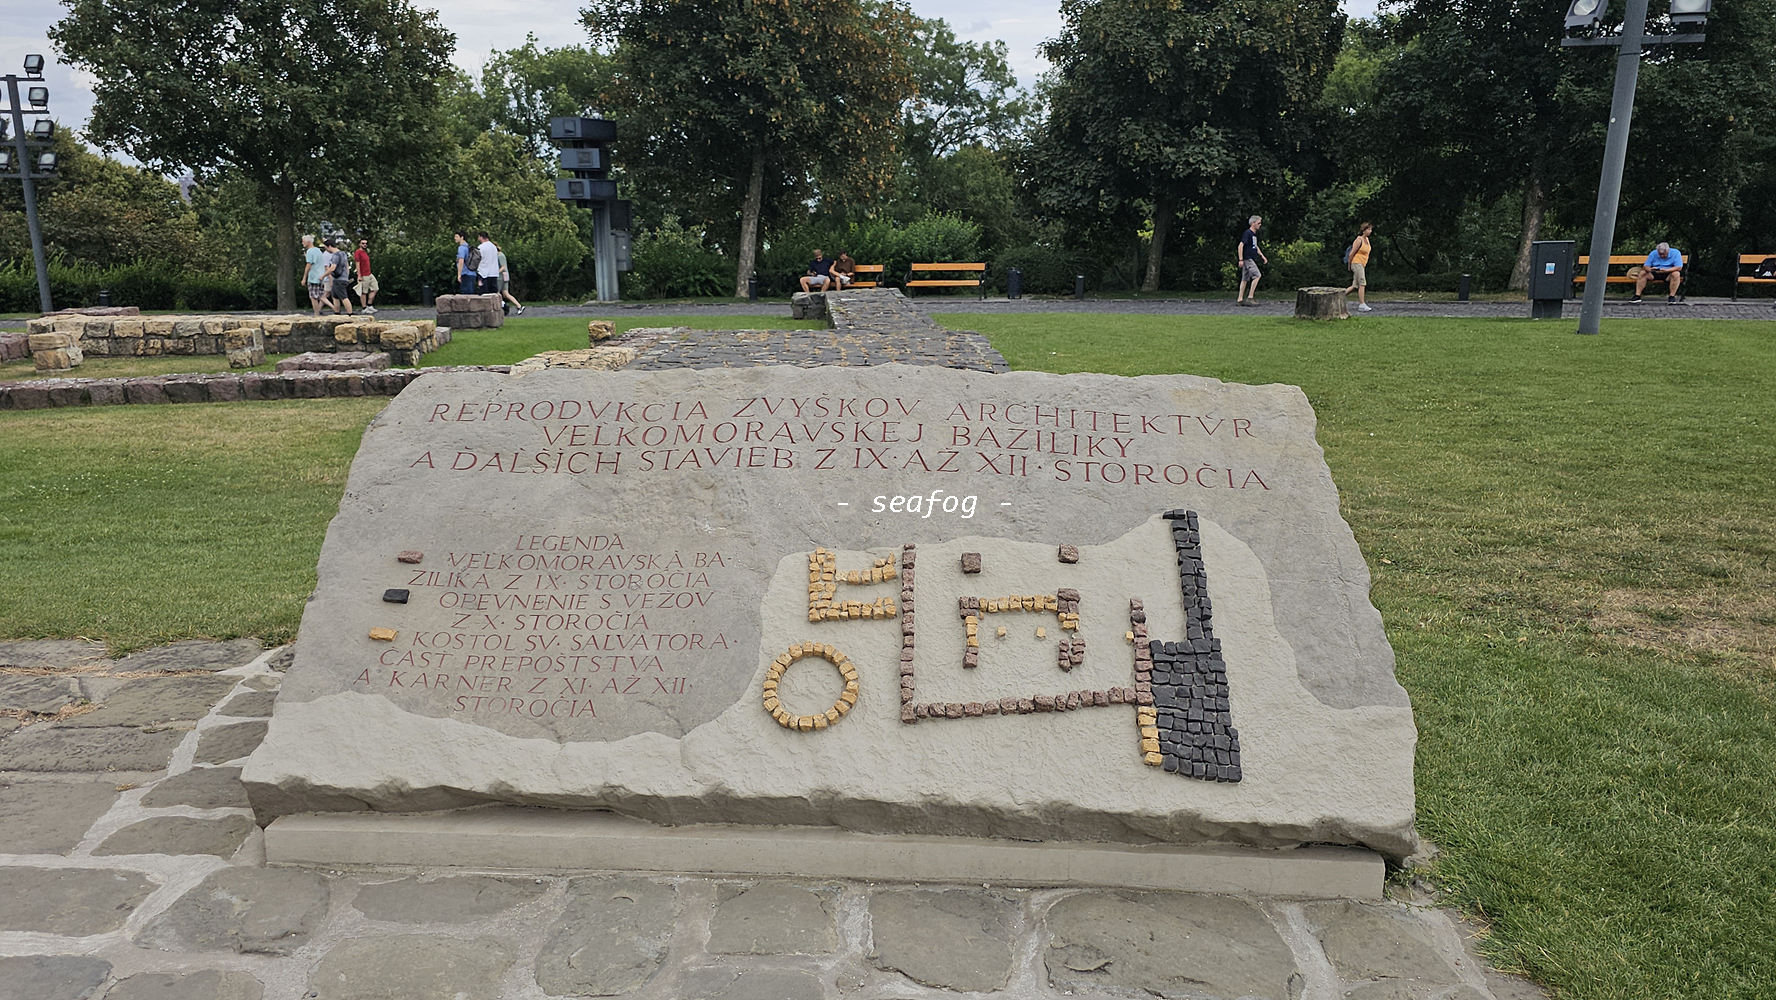 REPRODVKCIA ZVYŠKOV ARCHITEKTVR
VEĽKOMORAVSKEJ BAZILIKY
A ĎALŠÍCH STAVIEB Z IX· AŽ XII· STOROČIA
- seafog -
LEGENDA
VEĽKOMORAVSKÁ BA-
ZILIKA Z IX· STOROČIA
OPEVNENIE S VEŽOV
Z X· STOROČIA
KOSTOL SV· SALVATORA·
ČASŤ PREPOŠTSTVA
A KARNER Z XI· AŽ XII·
STOROČIA